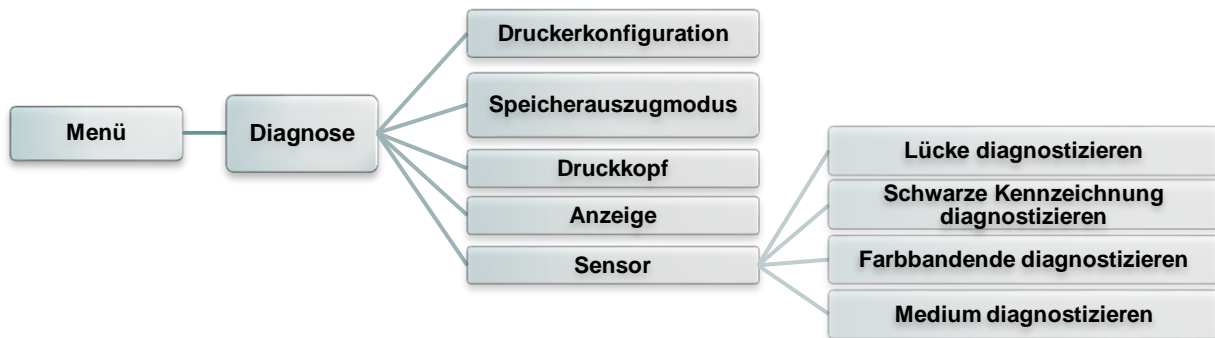 Menü
Diagnose
Druckerkonfiguration
Speicherauszugmodus
Druckkopf
Anzeige
Sensor
Lücke diagnostizieren
Schwarze Kennzeichnung
diagnostizieren
Farbbandende diagnostizieren
Medium diagnostizieren